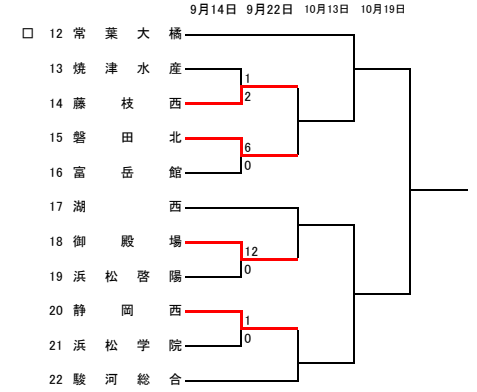 9月14日 9月22日 10月13日 10月19日
□ 12 常葉大橘
13 焼津水産
1
14 藤枝西
2
15 磐田北
6
16 富岳館
0
17 湖西
18 御殿場
12
19 浜松啓陽
0
20 静岡西
1
21 浜松学院
0
22 駿河総合